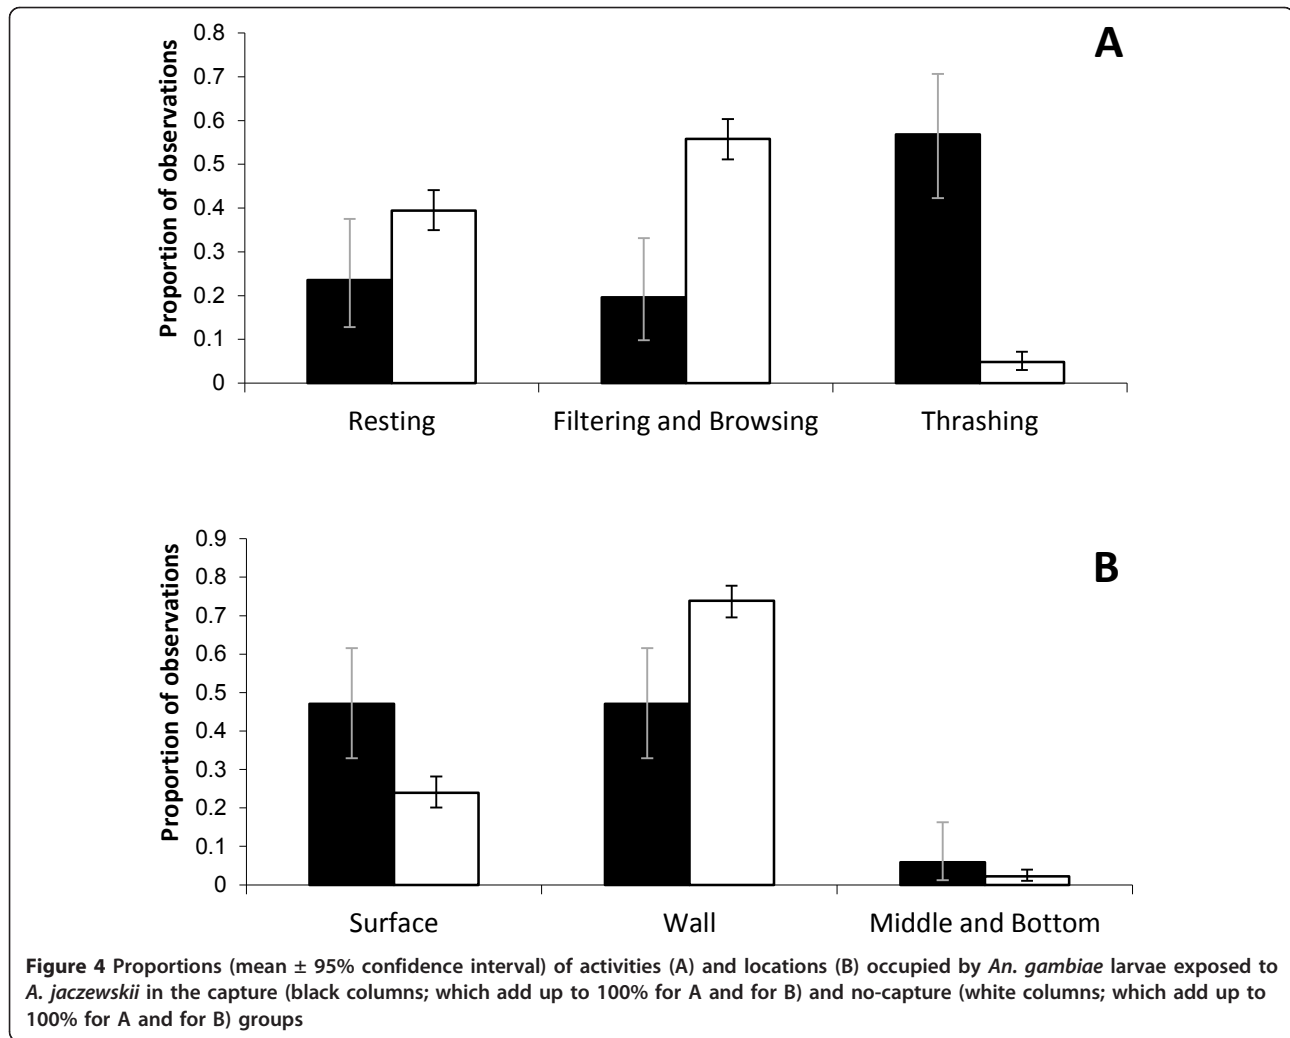 A
Proportion of observations
0.8
0.7
0.6
0.5
0.4
0.3
0.2
0.1
0
Resting
Filtering and Browsing
Thrashing
B
Proportion of observations
0.9
0.8
0.7
0.6
0.5
0.4
0.3
0.2
0.1
0
Surface
Wall
Middle and Bottom
Figure 4 Proportions (mean ± 95% confidence interval) of activities (A) and locations (B) occupied by An. gambiae larvae exposed to
A. jaczewskii in the capture (black columns; which add up to 100% for A and for B) and no-capture (white columns; which add up to
100% for A and for B) groups